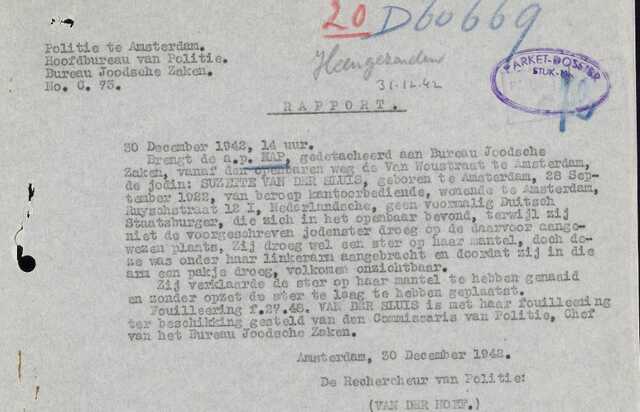 20 D60669
Heengezonden
31.12.42
Politie te Amsterdam.
Hoofdbureau van Politie.
Bureau Joodsche Zaken.
No. C. 73.
PARKET-DOSSIER
STUK-No.
RAPPORT.
30 December 1942, 14 uur.
Brengt de a.p. NAP, gedetacheerd aan Bureau Joodsche
Zaken, vanaf den openbaren weg de Van Woustraat te Amsterdam,
de jodin: SUZETTE VAN DER SLUIS, geboren te Amsterdam, 28 Sep-
tember 1922, van beroep kantoorbediende, wonende te Amsterdam,
Ruyschstraat 12 I, Nederlandsche, geen voormalig Duitsch
Staatsburger, die zich in het openbaar bevond, terwijl zij
niet de voorgeschreven jodenster droeg op de daarvoor aange-
wezen plaats. Zij droeg wel een ster op haar mantel, doch de-
ze was onder haar linkerarm aangebracht en doordat zij in die
arm een pakje droeg, volkomen onzichtbaar.
Zij verklaarde de ster op haar mantel te hebben genaaid
en zonder opzet de ster te laag te hebben geplaatst.
Fouilleering f.27.48. VAN DER SLUIS is met haar fouilleering
ter beschikking gesteld van den Commissaris van Politie, Chef
van het Bureau Joodsche Zaken.
Amsterdam, 30 December 1942.
De Rechercheur van Politie:
(VAN DER HOEF.)